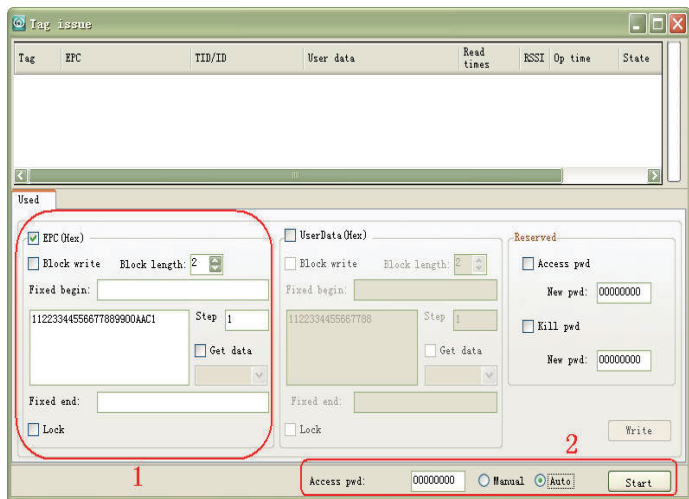 Tag issue
Tag EPC TID/ID User data Read times RSSI Op time State
Used
EPC(Hex)
Block write Block length: 2
Fixed begin:
11223344556677889900AAC1
Step 1
Get data
Fixed end:
Lock
UserData(Hex)
Block write Block length: 2
Fixed begin:
1122334455667788
Step 1
Get data
Fixed end:
Lock
Reserved
Access pwd
New pwd: 00000000
Kill pwd
New pwd: 00000000
Write
1
2
Access pwd: 00000000 Manual Auto Start